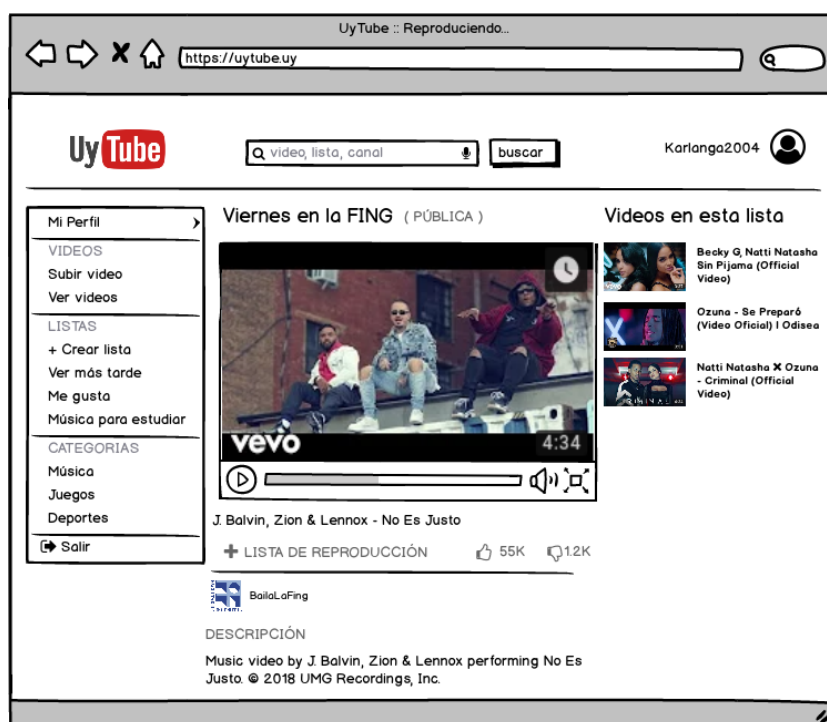 UyTube :: Reproduciendo...
https://uytube.uy
UyTube
video, lista, canal
buscar
Karlanga2004
Mi Perfil
VIDEOS
Subir video
Ver videos
LISTAS
+ Crear lista
Ver más tarde
Me gusta
Música para estudiar
CATEGORIAS
Música
Juegos
Deportes
Salir
Viernes en la FING ( PÚBLICA )
vevo
4:34
J. Balvin, Zion & Lennox - No Es Justo
+ LISTA DE REPRODUCCIÓN
55K
1.2K
BailaLaFing
DESCRIPCIÓN
Music video by J. Balvin, Zion & Lennox performing No Es
Justo. © 2018 UMG Recordings, Inc.
Videos en esta lista
vevo
Becky G, Natti Natasha
Sin Pijama (Official
Video)
Ozuna - Se Preparó
(Video Oficial) | Odisea
CRIMINAL
Natti Natasha X Ozuna
- Criminal (Official
Video)